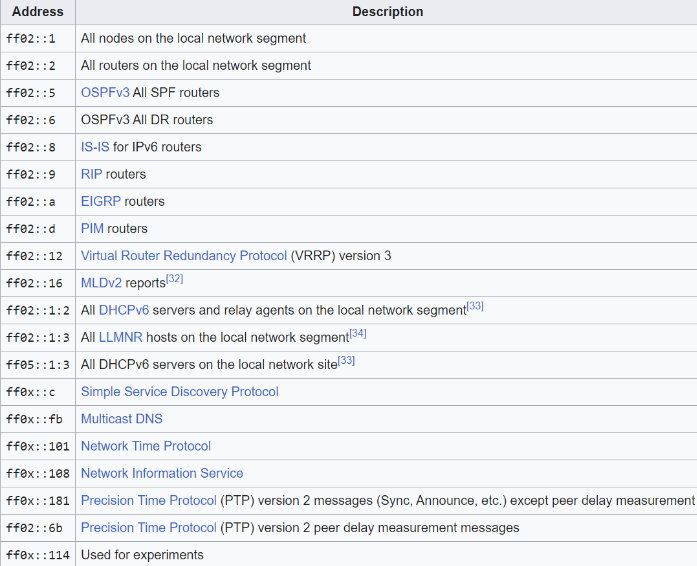 Address Description
ff02::1 All nodes on the local network segment
ff02::2 All routers on the local network segment
ff02::5 OSPFv3 All SPF routers
ff02::6 OSPFv3 All DR routers
ff02::8 IS-IS for IPv6 routers
ff02::9 RIP routers
ff02::a EIGRP routers
ff02::d PIM routers
ff02::12 Virtual Router Redundancy Protocol (VRRP) version 3
ff02::16 MLDv2 reports[32]
ff02::1:2 All DHCPv6 servers and relay agents on the local network segment[33]
ff02::1:3 All LLMNR hosts on the local network segment[34]
ff05::1:3 All DHCPv6 servers on the local network site[33]
ff0x::c Simple Service Discovery Protocol
ff0x::fb Multicast DNS
ff0x::101 Network Time Protocol
ff0x::108 Network Information Service
ff0x::181 Precision Time Protocol (PTP) version 2 messages (Sync, Announce, etc.) except peer delay measurement
ff02::6b Precision Time Protocol (PTP) version 2 peer delay measurement messages
ff0x::114 Used for experiments